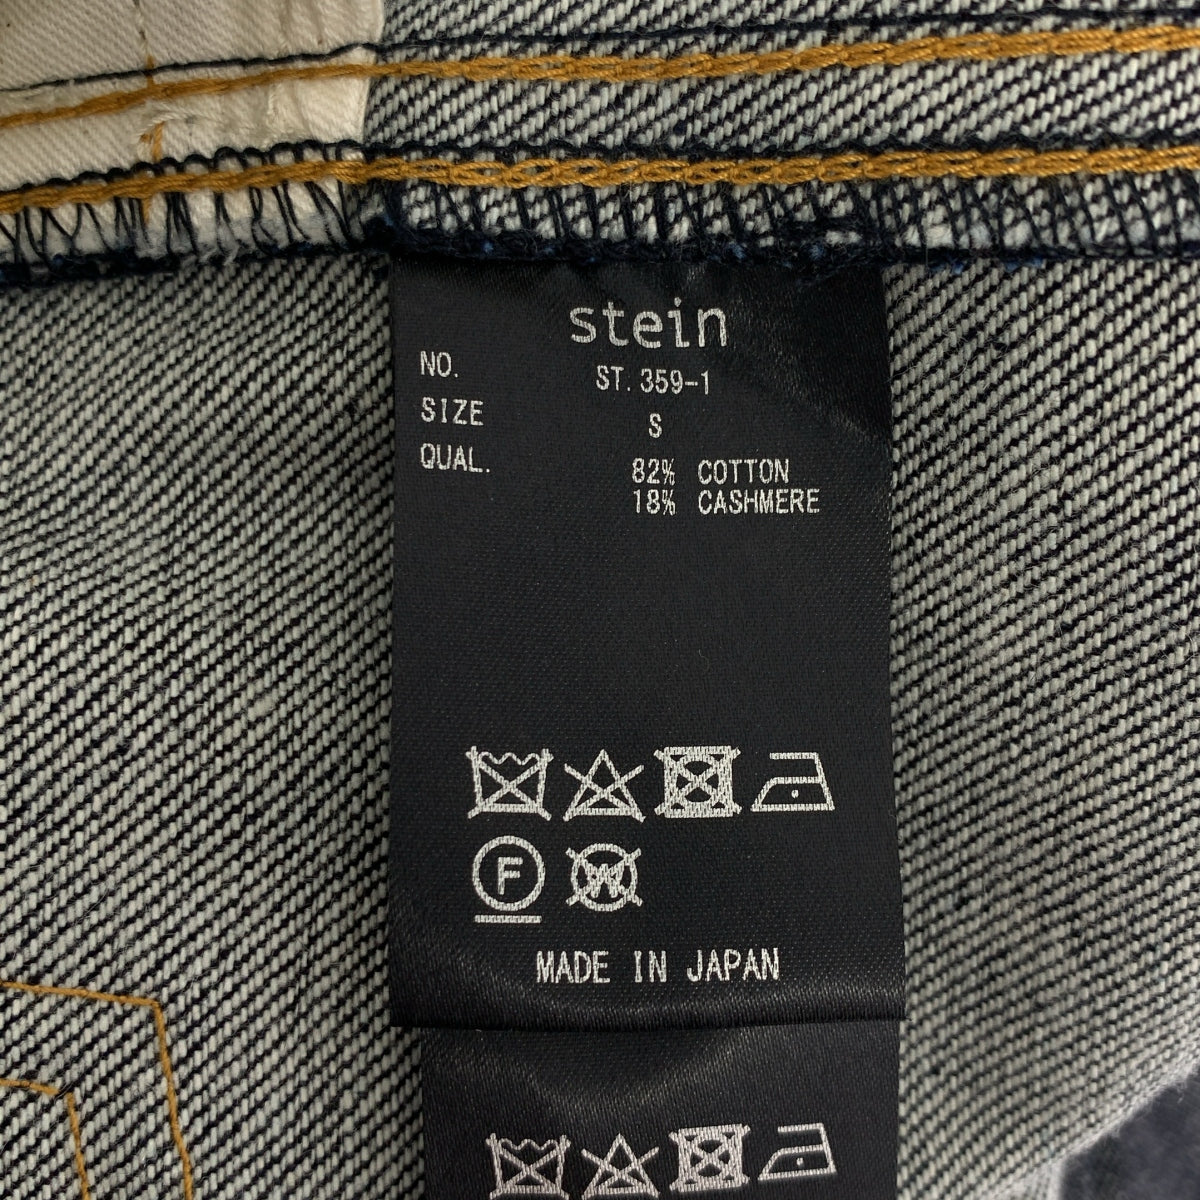 stein
NO. ST.359-1
SIZE S
QUAL. 82% COTTON
18% CASHMERE
F W
MADE IN JAPAN